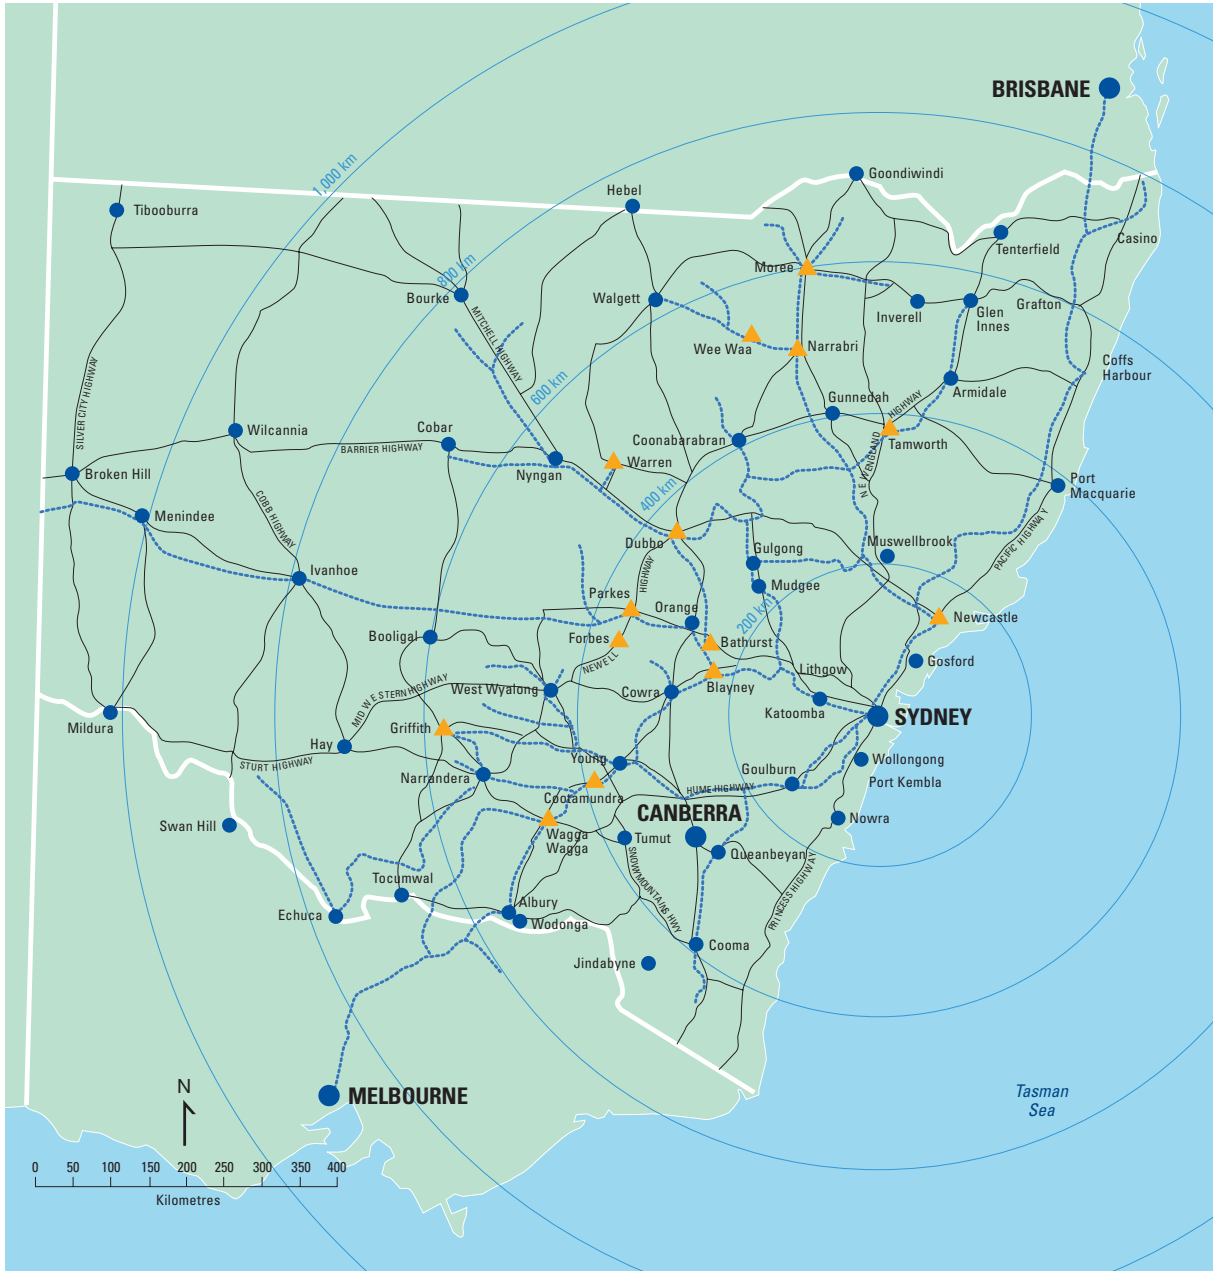 BRISBANE
1,000 km
Goondiwindi
Hebel
Tibooburra
Casino
Tenterfield
800 km
Moree
Bourke
Walgett
Inverell
Glen
Innes
Grafton
MITCHELL HIGHWAY
Wee Waa
Narrabri
SILVER CITY HIGHWAY
Coffs
Harbour
600 km
Armidale
Gunnedah
HIGHWAY
Wilcannia
Cobar
Coonabarabran
Tamworth
BARRIER HIGHWAY
Warren
NEW ENGLAND
Broken Hill
Nyngan
Port
Macquarie
400 km
COBB HIGHWAY
Menindee
PACIFIC HIGHWAY
Dubbo
Gulgong
Muswellbrook
Ivanhoe
HIGHWAY
Mudgee
Parkes
Orange
200 km
Newcastle
Booligal
Forbes
Bathurst
NEWELL
Lithgow
Gosford
MID WESTERN HIGHWAY
West Wyalong
Cowra
Blayney
Katoomba
SYDNEY
Mildura
Griffith
Hay
Young
Wollongong
STURT HIGHWAY
Narrandera
Goulburn
Port Kembla
HUME HIGHWAY
Cootamundra
CANBERRA
Swan Hill
Wagga
Wagga
Tumut
Nowra
Queanbeyan
SNOWY MOUNTAINS HWY
PRINCESS HIGHWAY
Tocumwal
Albury
Echuca
Wodonga
Cooma
Jindabyne
N
MELBOURNE
Tasman
Sea
0 50 100 150 200 250 300 350 400
Kilometres